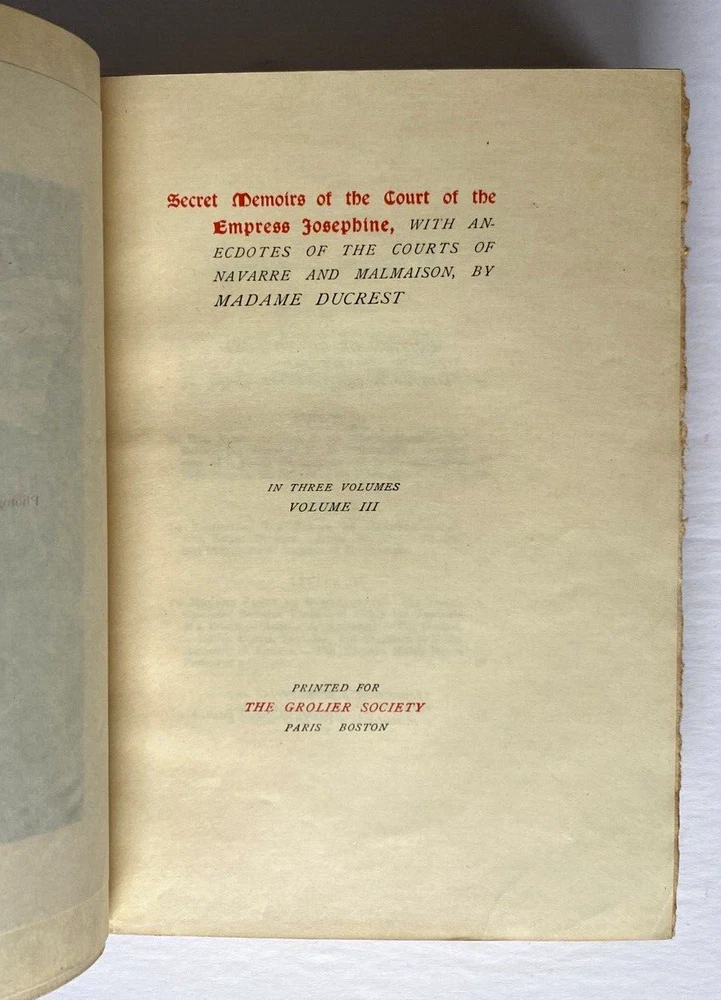 Secret Memoirs of the Court of the
Empress Josephine, WITH AN-
ECDOTES OF THE COURTS OF
NAVARRE AND MALMAISON, BY
MADAME DUCREST
IN THREE VOLUMES
VOLUME III
PRINTED FOR
THE GROLIER SOCIETY
PARIS BOSTON